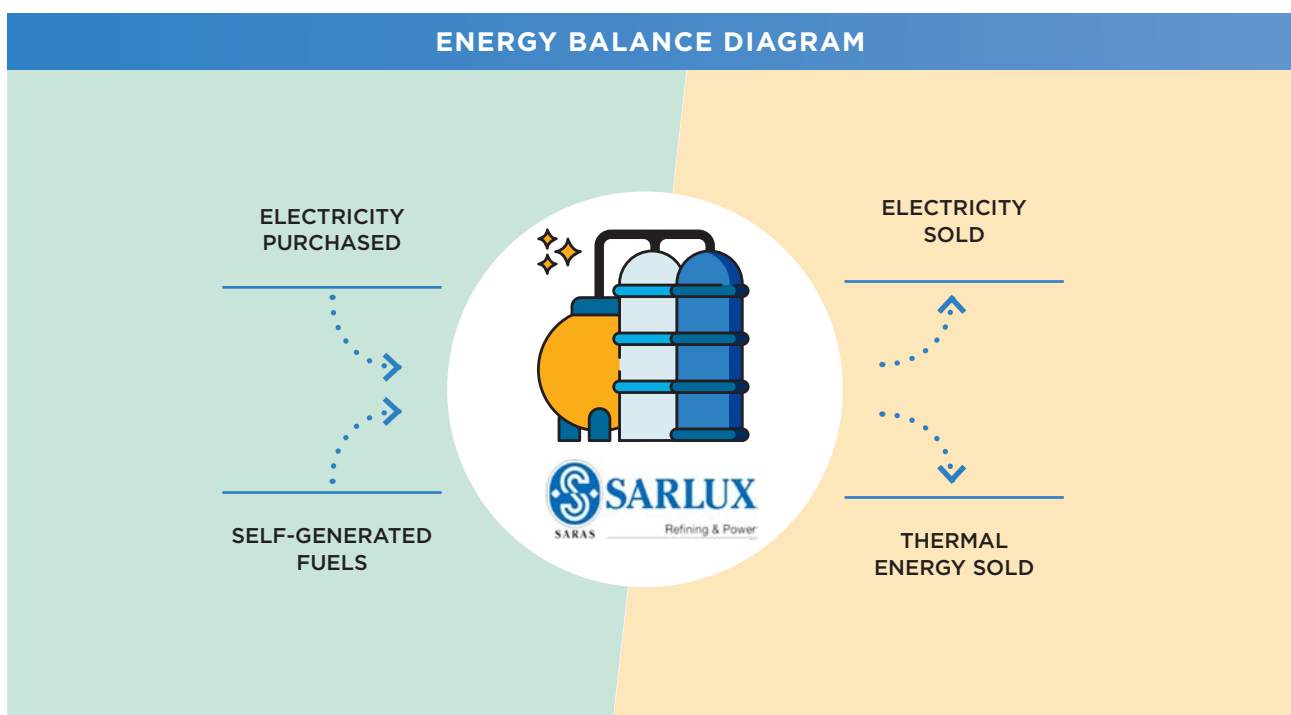 ENERGY BALANCE DIAGRAM
ELECTRICITY
PURCHASED
SELF-GENERATED
FUELS
SARLUX
SARAS
Refining & Power
ELECTRICITY
SOLD
THERMAL
ENERGY SOLD